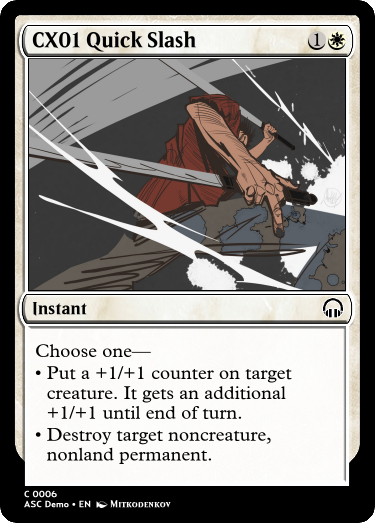 CX01 Quick Slash 1
Instant
Choose one—
• Put a +1/+1 counter on target
creature. It gets an additional
+1/+1 until end of turn.
• Destroy target noncreature,
nonland permanent.
C 0006
ASC Demo • EN Mitkodenkov